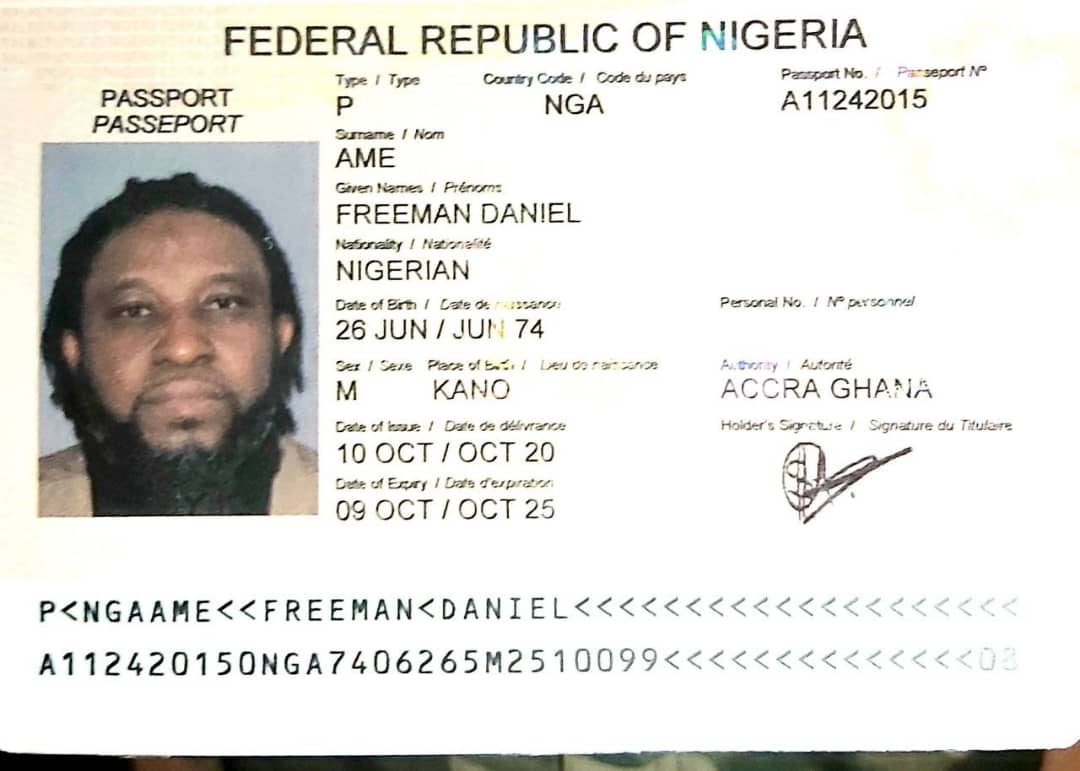 FEDERAL REPUBLIC OF NIGERIA
PASSPORT
PASSEPORT
Type / Type
Country Code / Code du pays
Passport No. / Passeport Nº
P
NGA
A11242015
Surname / Nom
AME
Given Names / Prénoms
FREEMAN DANIEL
Nationality / Nationalité
NIGERIAN
Date of Birth / Date de naissance
Personal No. / Nº personnel
26 JUN / JUN 74
Sex / Sexe
Place of Birth / Lieu de naissance
Authority / Autorité
M
KANO
ACCRA GHANA
Date of Issue / Date de délivrance
Holder's Signature / Signature du Titulaire
10 OCT / OCT 20
Date of Expiry / Date d'expiration
09 OCT / OCT 25
P<NGAAME<<FREEMAN<DANIEL<<<<<<<<<<<<<<<<<<<<
A112420150NGA7406265M2510099<<<<<<<<<<<<<<08